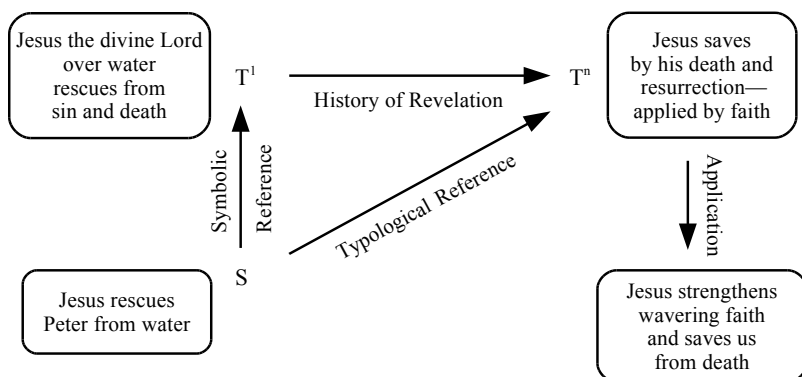 Jesus the divine Lord
over water
rescues from
sin and death
T¹
History of Revelation
Tⁿ
Jesus saves
by his death and
resurrection—
applied by faith
Symbolic
Reference
Typological Reference
Application
S
Jesus rescues
Peter from water
Jesus strengthens
wavering faith
and saves us
from death